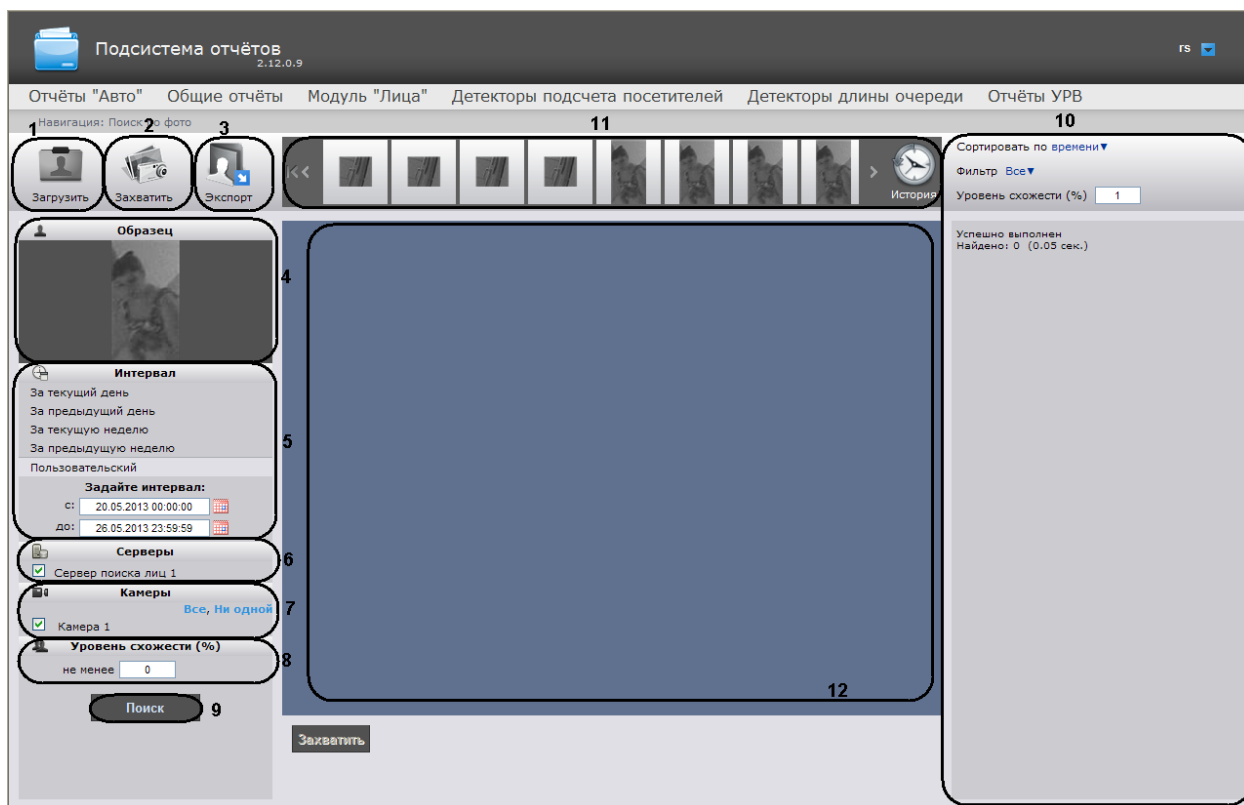 Подсистема отчётов
2.12.0.9
rs
Отчёты "Авто" Общие отчёты Модуль "Лица" Детекторы подсчета посетителей Детекторы длины очереди Отчёты УРВ
Навигация: Поиск по фото
1
2
3
11
10
Загрузить
Захватить
Экспорт
История
Сортировать по времени
Фильтр Все
Уровень схожести (%) 1
Успешно выполнен
Найдено: 0 (0.05 сек.)
Образец
4
Интервал
За текущий день
За предыдущий день
За текущую неделю
За предыдущую неделю
5
Пользовательский
Задайте интервал:
с: 20.05.2013 00:00:00
до: 26.05.2013 23:59:59
Серверы
6
Сервер поиска лиц 1
Камеры
Все, Ни одной
7
Камера 1
Уровень схожести (%)
8
не менее 0
12
Поиск
9
Захватить